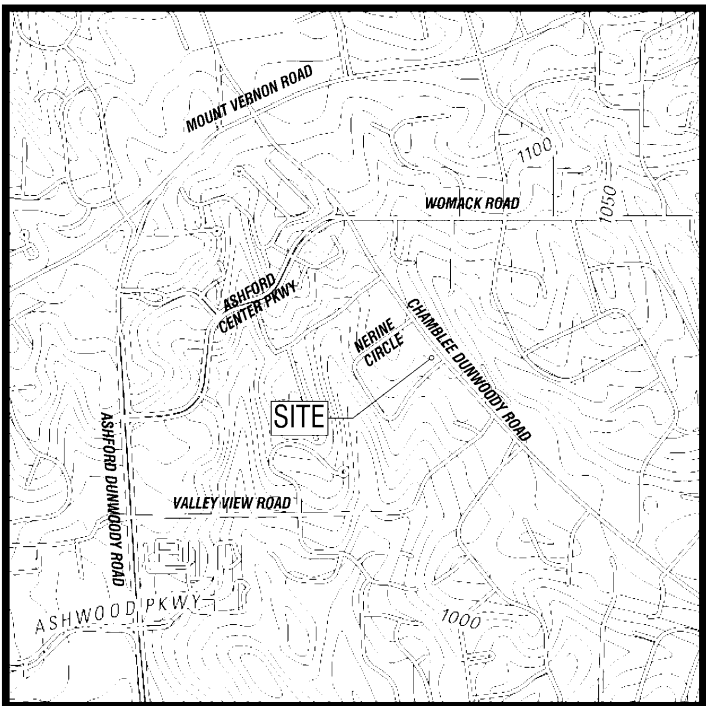 MOUNT VERNON ROAD
1100
WOMACK ROAD
1050
ASHFORD
CENTER PKWY
NERINE
CIRCLE
CHAMBLEE DUNWOODY ROAD
SITE
ASHFORD DUNWOODY ROAD
VALLEY VIEW ROAD
ASHWOOD PKWY
1000